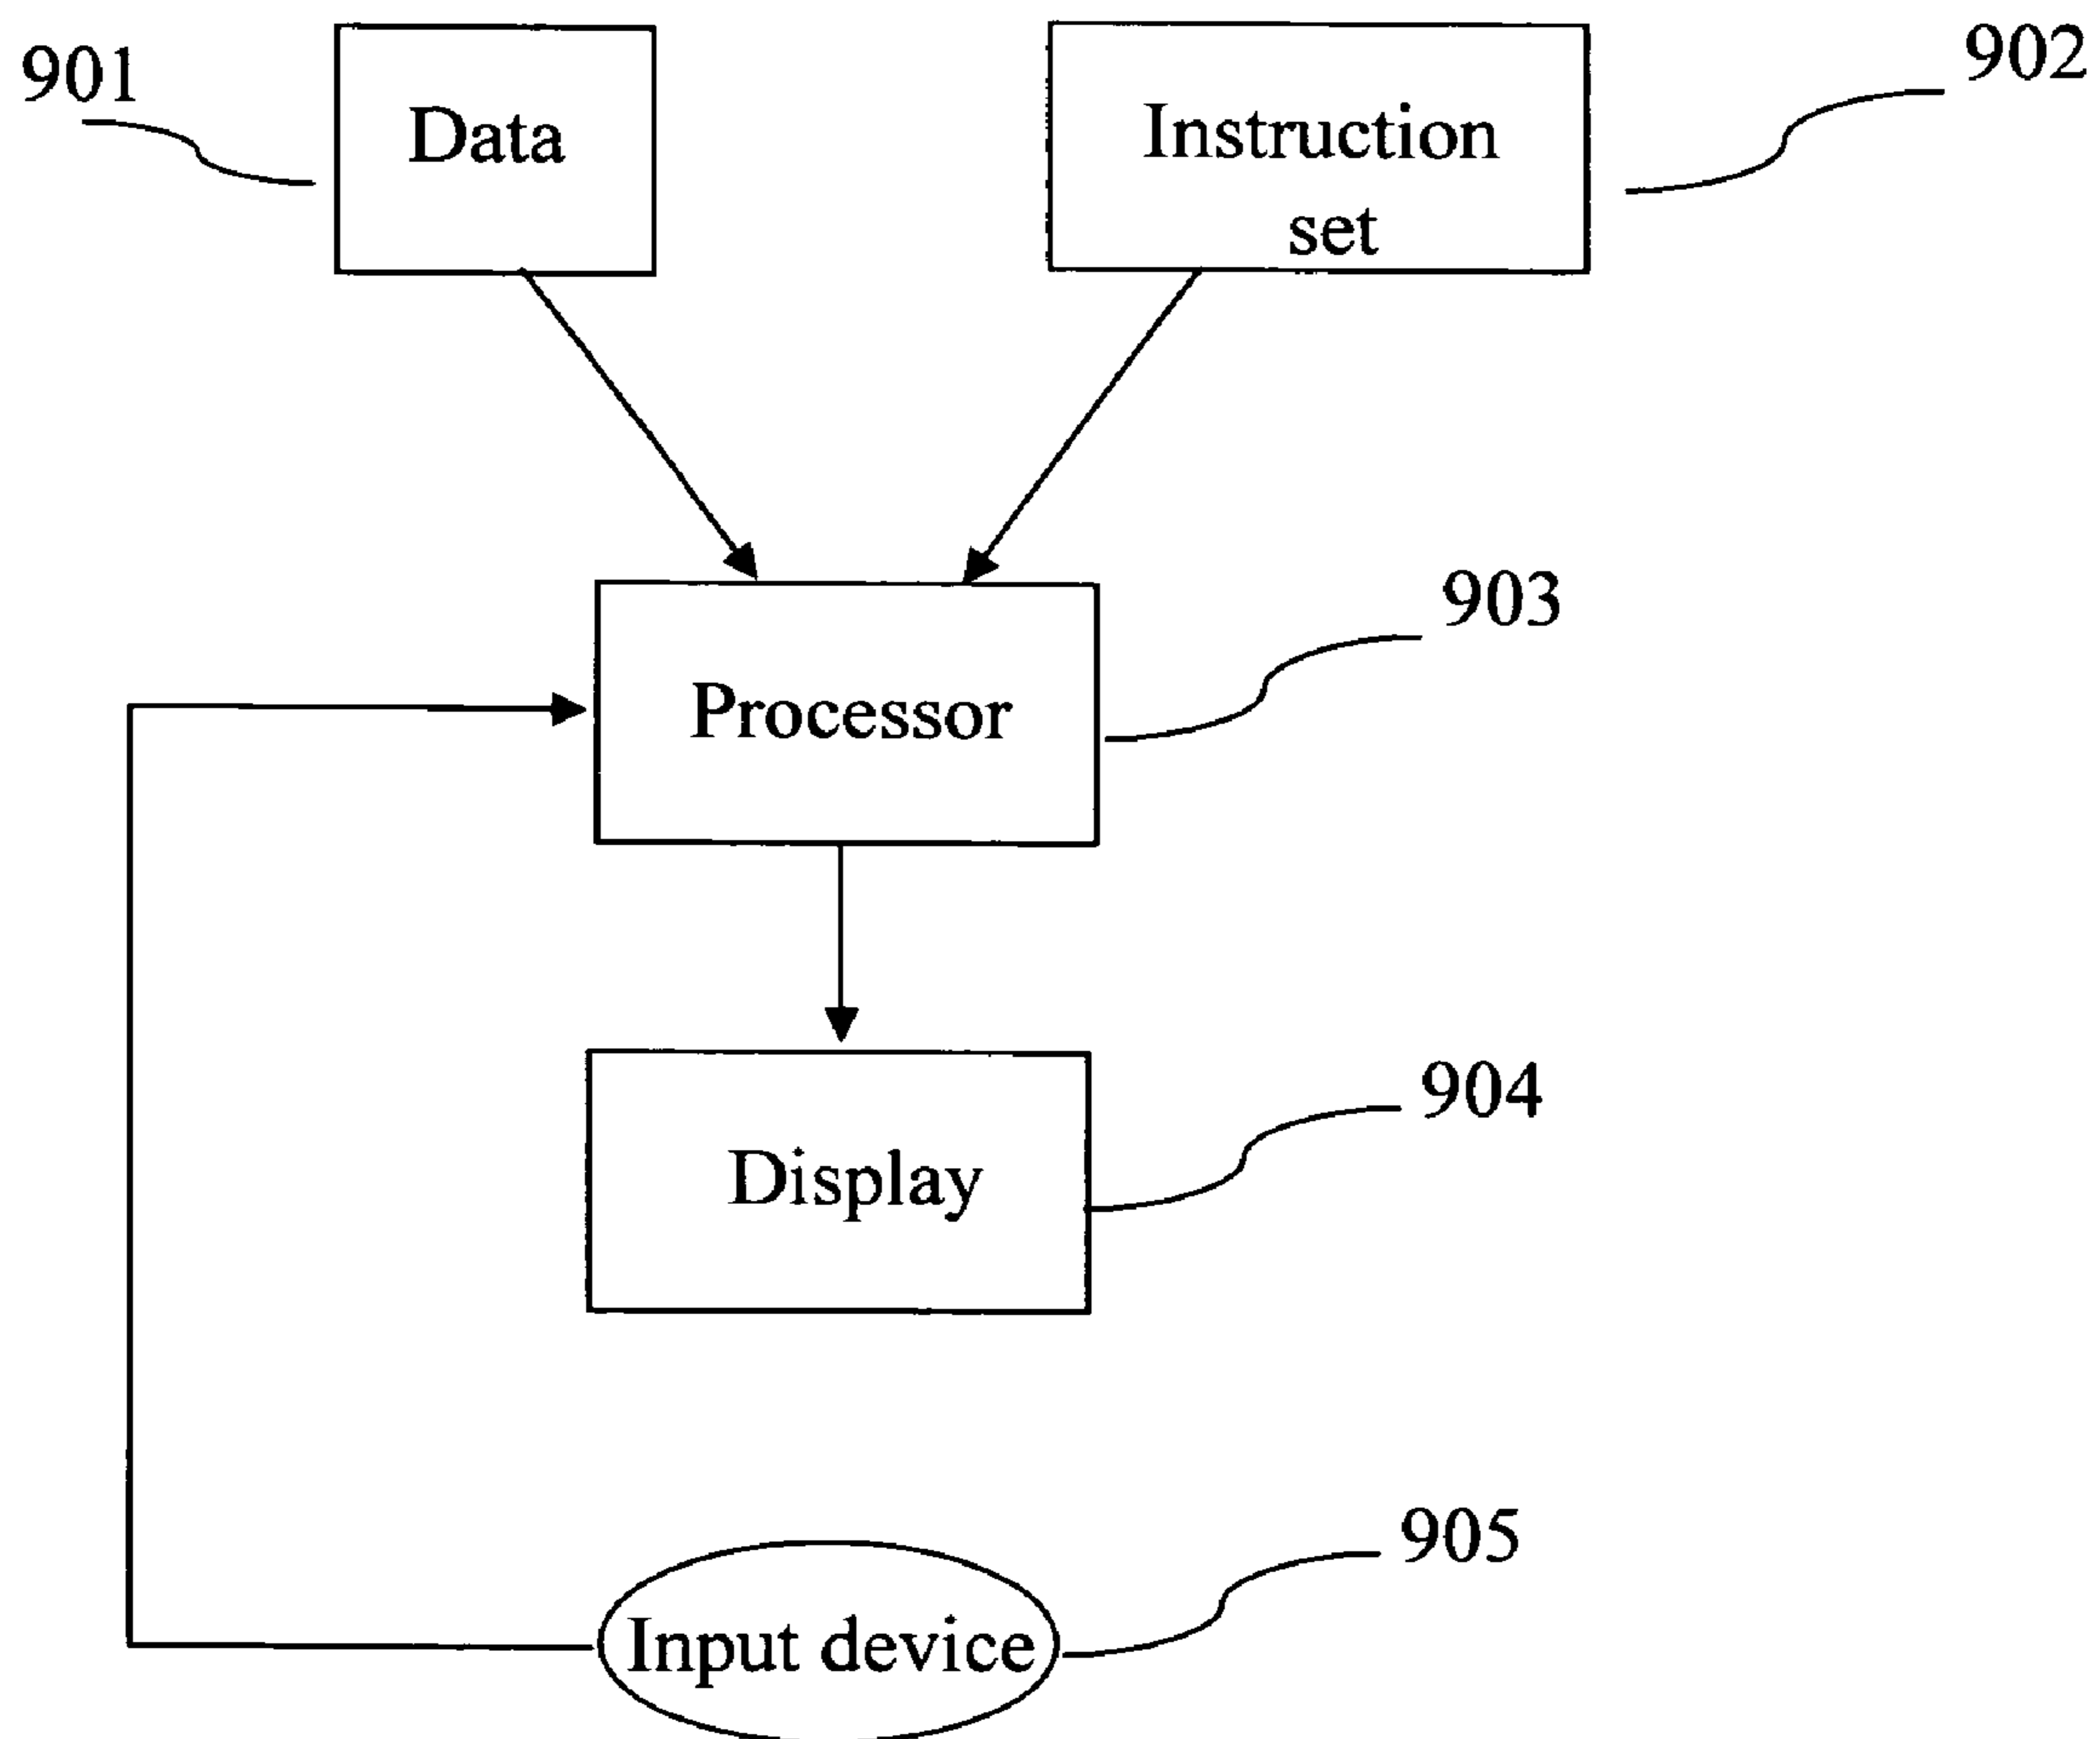 901
Data
Instruction
set
902
Processor
903
Display
904
Input device
905